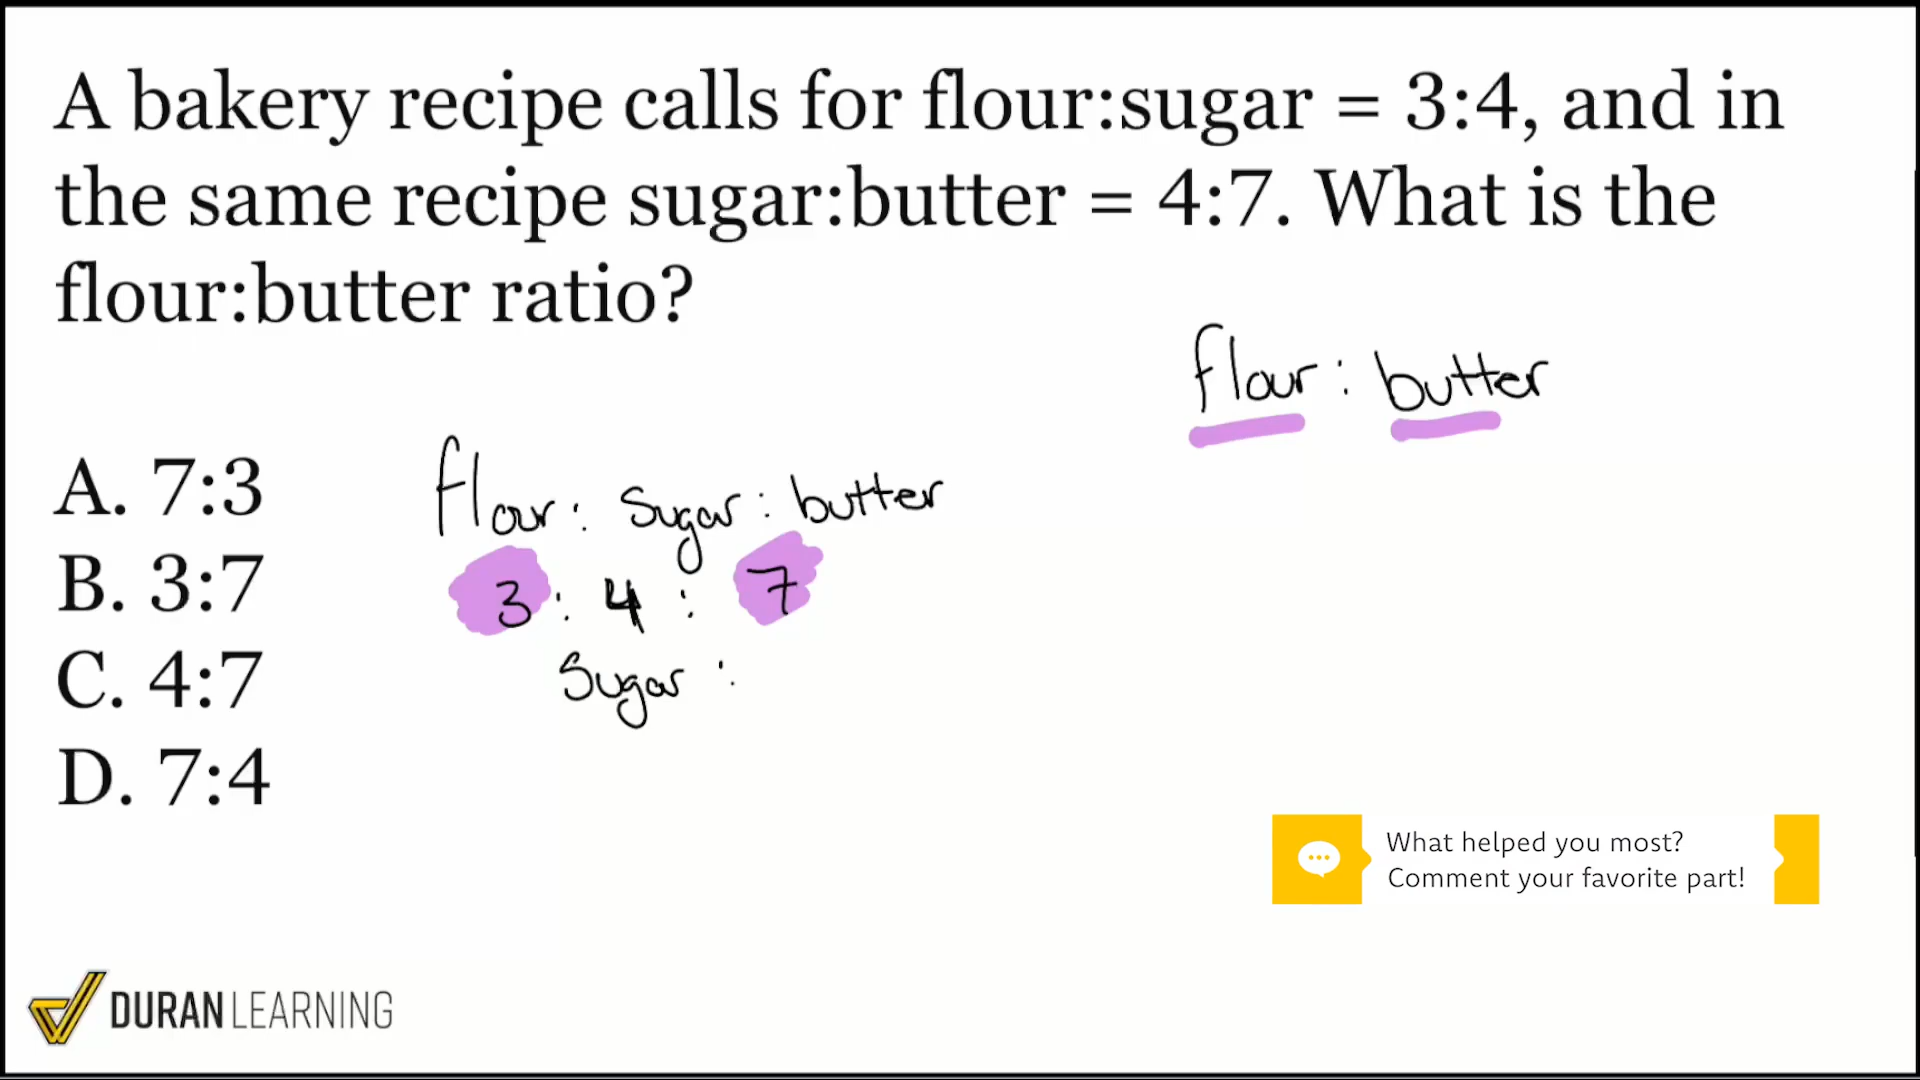 A bakery recipe calls for flour:sugar = 3:4, and in
the same recipe sugar:butter = 4:7. What is the
flour:butter ratio?
flour : butter
A. 7:3
B. 3:7
C. 4:7
D. 7:4
flour : sugar : butter
3 : 4 : 7
Sugar :
What helped you most?
Comment your favorite part!
DURAN LEARNING